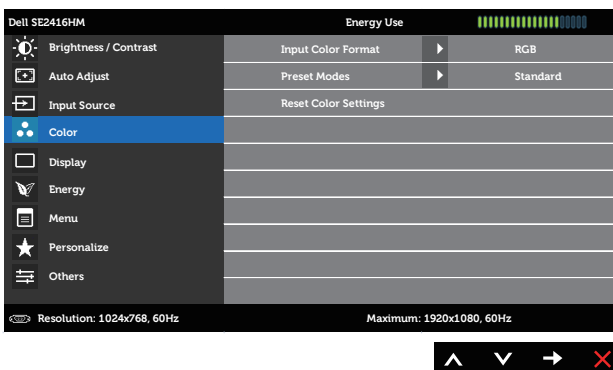 Dell SE2416HM Energy Use
Brightness / Contrast Input Color Format RGB
Auto Adjust Preset Modes Standard
Input Source Reset Color Settings
Color
Display
Energy
Menu
Personalize
Others
Resolution: 1024x768, 60Hz Maximum: 1920x1080, 60Hz